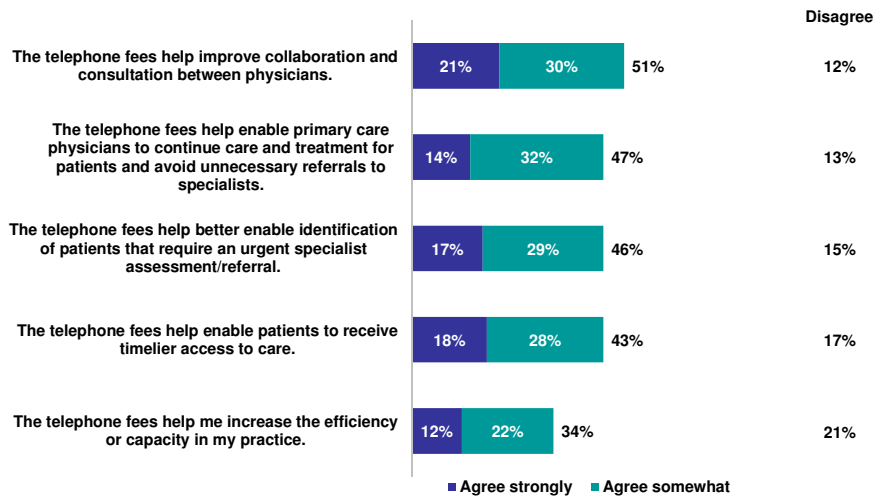 Disagree
The telephone fees help improve collaboration and
consultation between physicians.
21% 30% 51% 12%
The telephone fees help enable primary care
physicians to continue care and treatment for
patients and avoid unnecessary referrals to
specialists.
14% 32% 47% 13%
The telephone fees help better enable identification
of patients that require an urgent specialist
assessment/referral.
17% 29% 46% 15%
The telephone fees help enable patients to receive
timelier access to care.
18% 28% 43% 17%
The telephone fees help me increase the efficiency
or capacity in my practice.
12% 22% 34% 21%
Agree strongly Agree somewhat